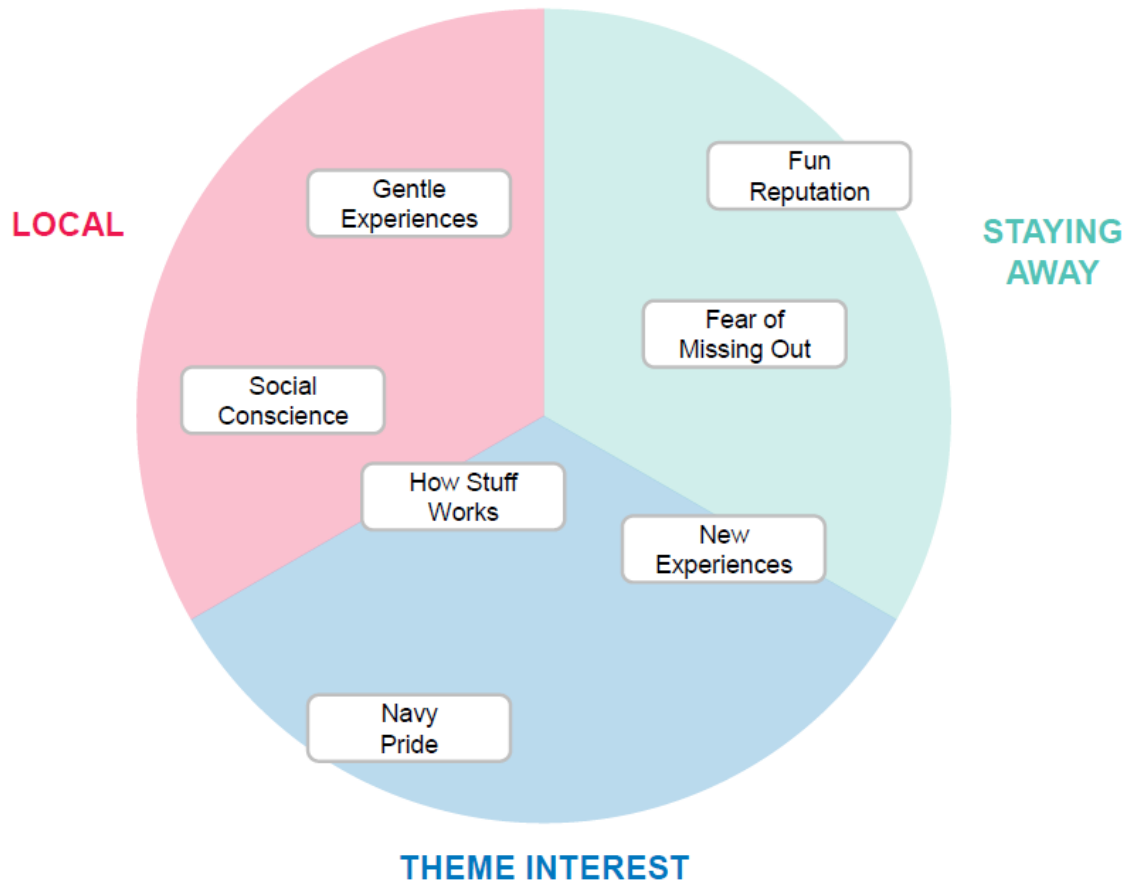 Fun
Reputation
Gentle
Experiences
LOCAL
STAYING
AWAY
Fear of
Missing Out
Social
Conscience
How Stuff
Works
New
Experiences
Navy
Pride
THEME INTEREST